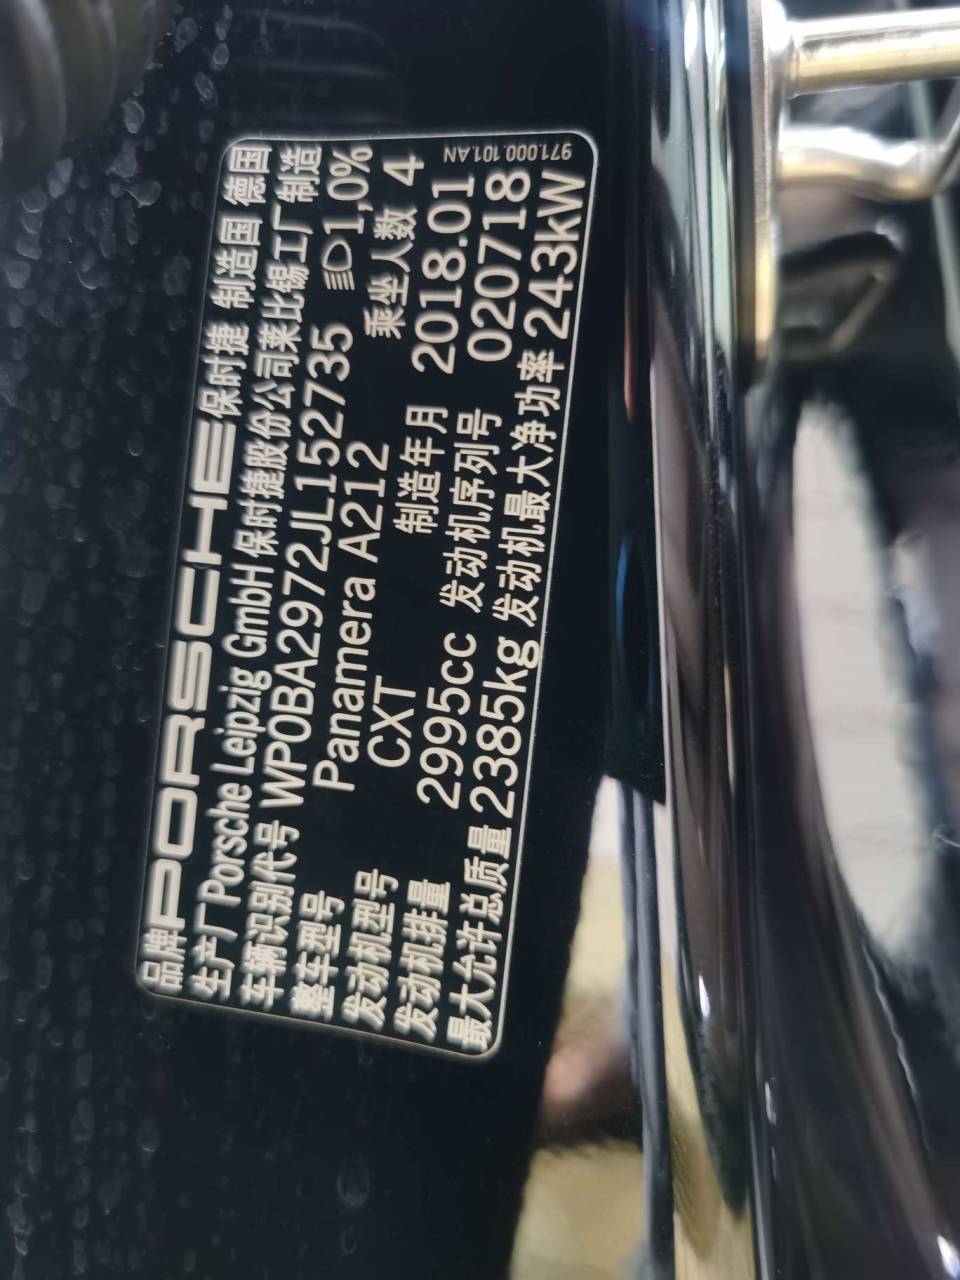 品牌 PORSCHE 保时捷 制造国 德国
生产厂 Porsche Leipzig GmbH 保时捷股份公司莱比锡工厂 制造
车辆识别代号 WP0BA2972JL152735 1,0%
整车型号 Panamera A212 乘坐人数 4
发动机型号 CXT 制造年月 2018.01
发动机排量 2995cc 发动机序列号 020718
最大允许总质量 2385kg 发动机最大净功率 243kW
971.000.101.AN